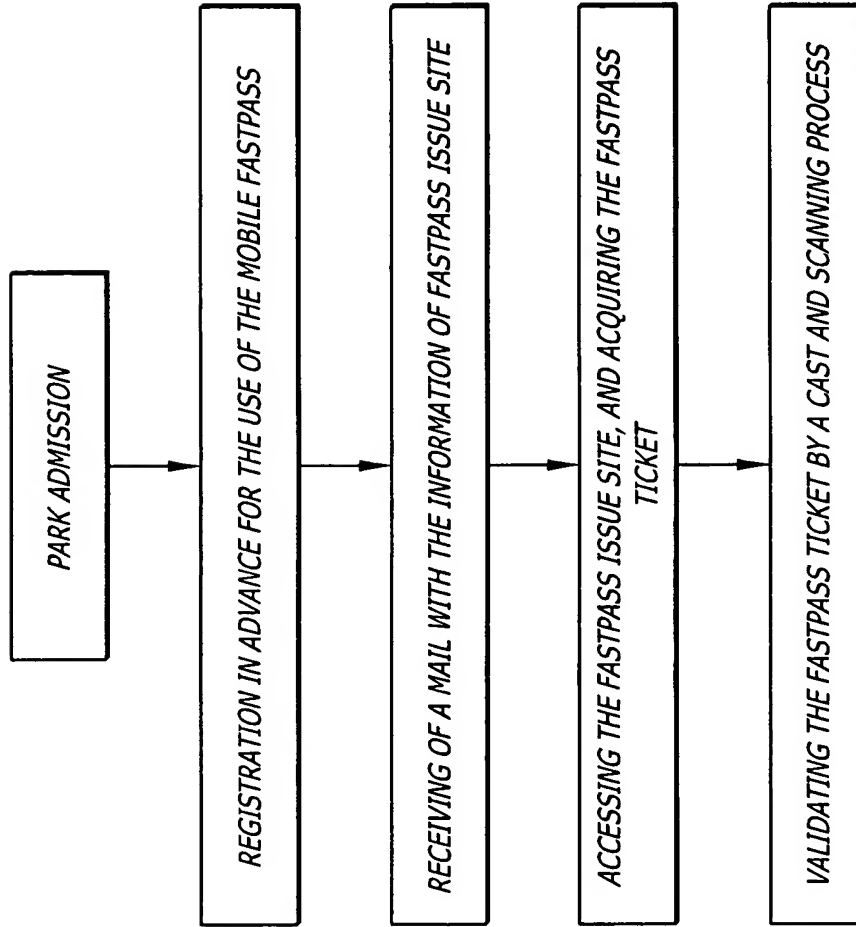 PARK ADMISSION
REGISTRATION IN ADVANCE FOR THE USE OF THE MOBILE FASTPASS
RECEIVING OF A MAIL WITH THE INFORMATION OF FASTPASS ISSUE SITE
ACCESSING THE FASTPASS ISSUE SITE, AND ACQUIRING THE FASTPASS
TICKET
VALIDATING THE FASTPASS TICKET BY A CAST AND SCANNING PROCESS